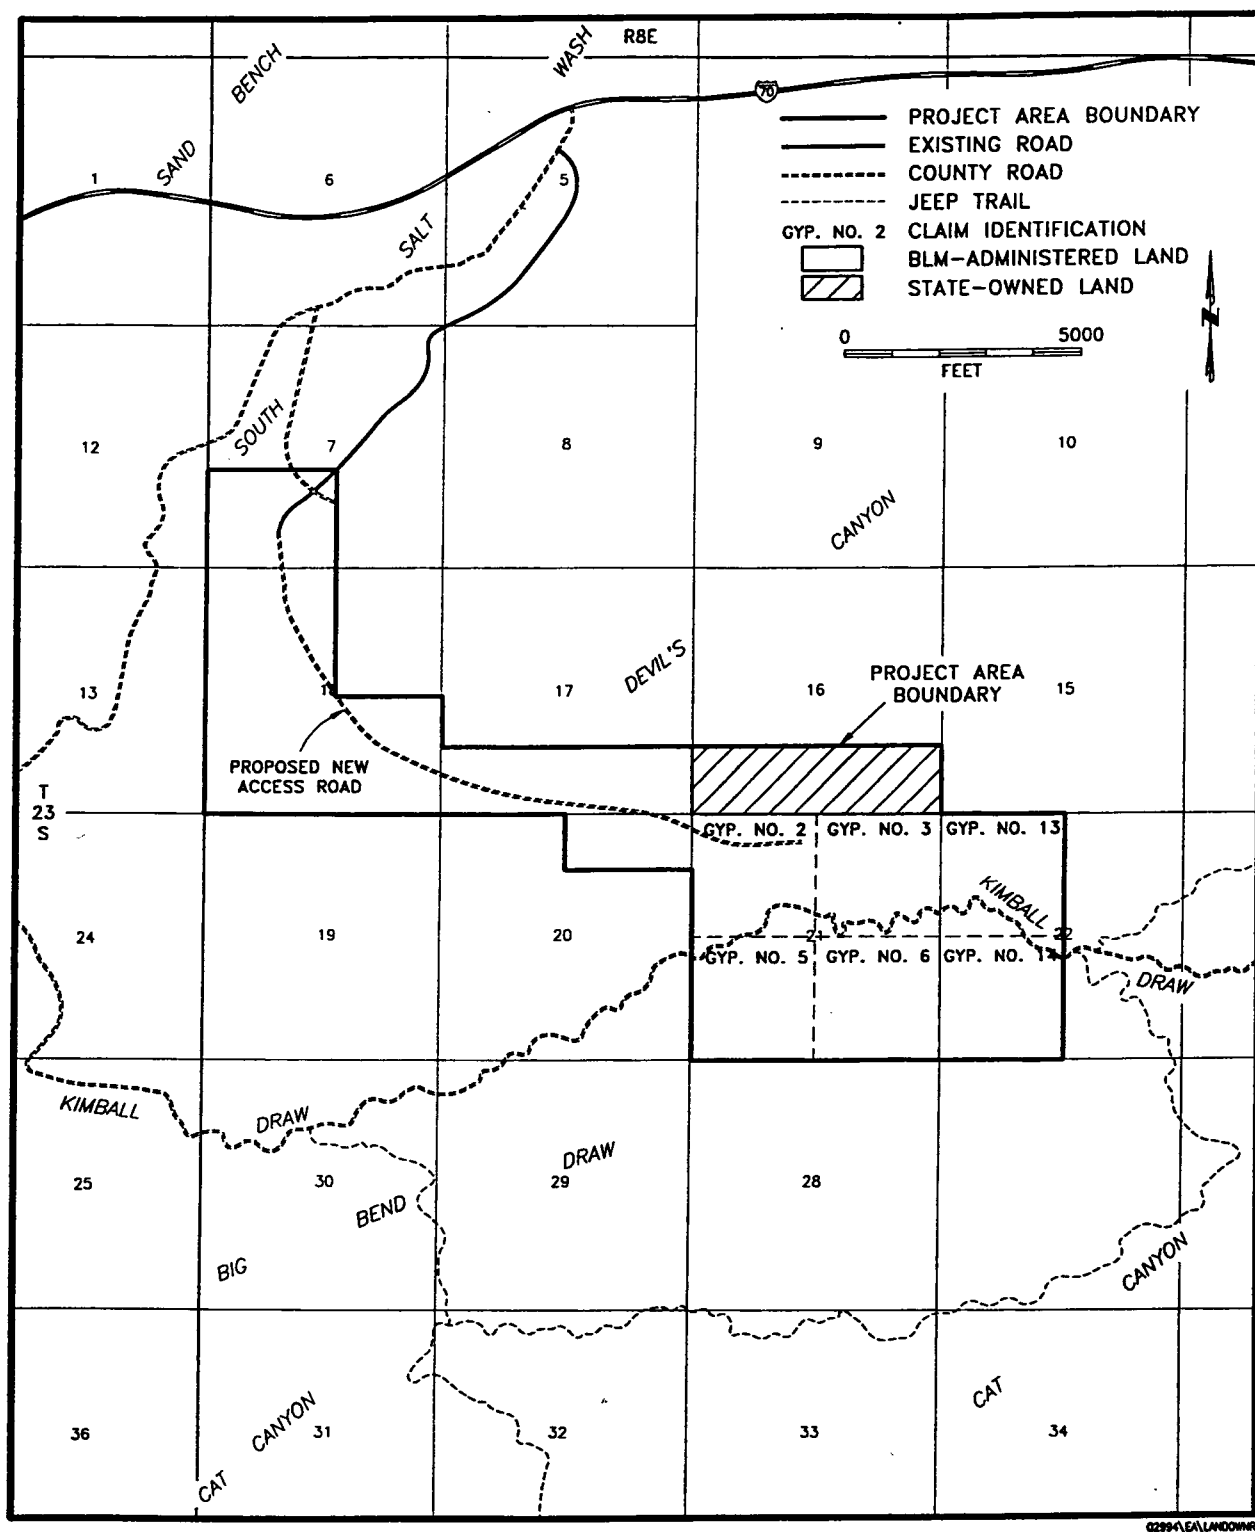 R8E
BENCH
WASH
70
PROJECT AREA BOUNDARY
EXISTING ROAD
COUNTY ROAD
JEEP TRAIL
GYP. NO. 2 CLAIM IDENTIFICATION
BLM-ADMINISTERED LAND
STATE-OWNED LAND
1
SAND
6
5
SALT
0 5000
FEET
N
12
SOUTH
7
8
9
10
CANYON
13
17
DEVIL'S
16
15
PROJECT AREA
BOUNDARY
PROPOSED NEW
ACCESS ROAD
T
23
S
GYP. NO. 2
GYP. NO. 3
GYP. NO. 13
KIMBALL
24
19
20
21
22
GYP. NO. 5
GYP. NO. 6
GYP. NO. 14
DRAW
KIMBALL
DRAW
DRAW
25
30
29
28
BEND
BIG
CANYON
CAT
CANYON
36
31
32
33
34
CAT